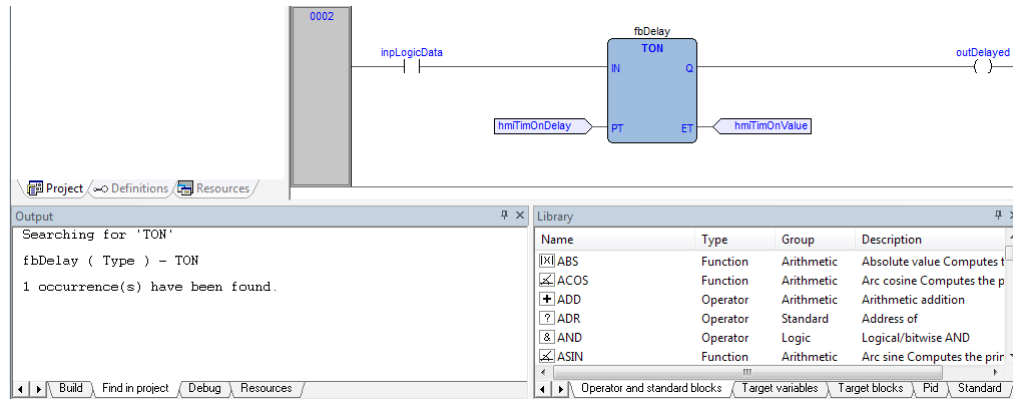 0002
fbDelay
TON
inpLogicData
outDelayed
IN
Q
hmiTimOnDelay
PT
ET
hmiTimOnValue
Project
Definitions
Resources
Output
Searching for 'TON'
fbDelay ( Type ) - TON
1 occurrence(s) have been found.
Build
Find in project
Debug
Resources
Library
Name Type Group Description
ABS Function Arithmetic Absolute value Computes t
ACOS Function Arithmetic Arc cosine Computes the p
ADD Operator Arithmetic Arithmetic addition
ADR Operator Standard Address of
AND Operator Logic Logical/bitwise AND
ASIN Function Arithmetic Arc sine Computes the prin
Operator and standard blocks
Target variables
Target blocks
Pid
Standard